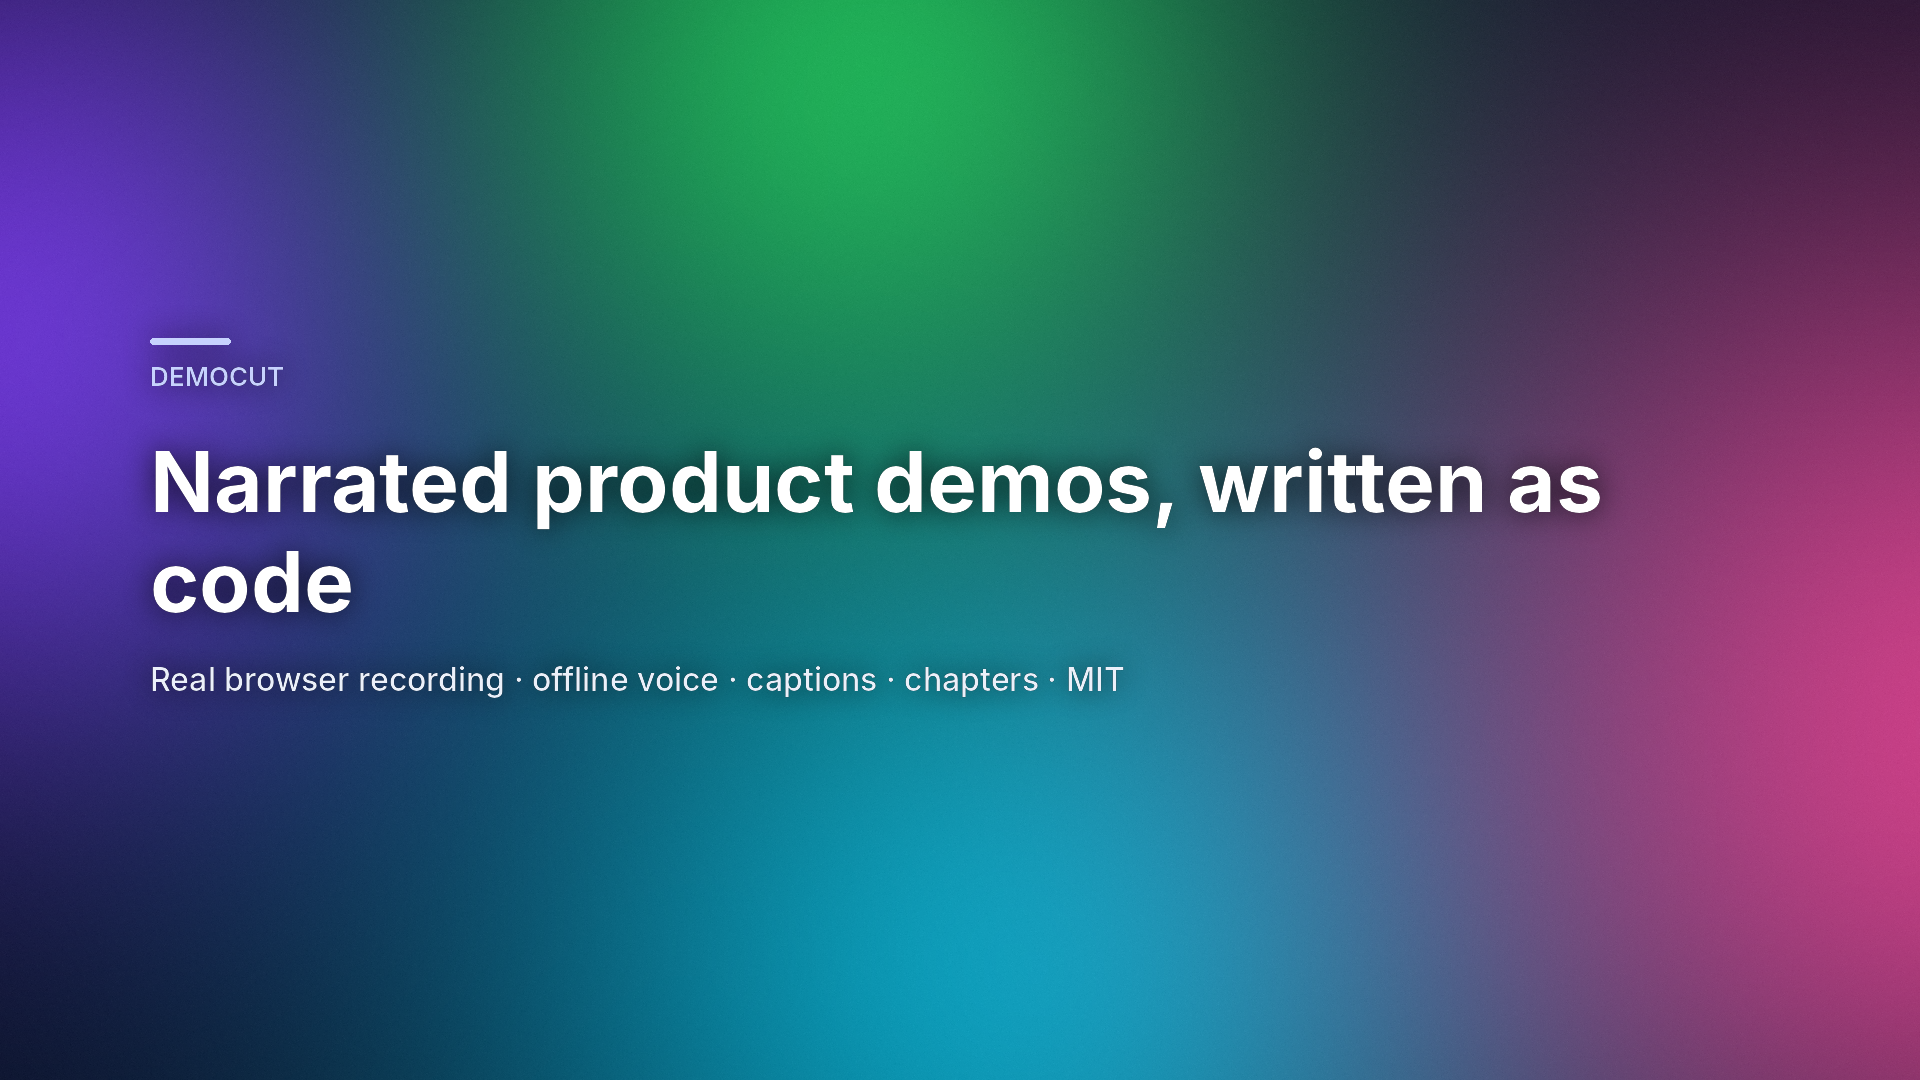 DEMOCUT
Narrated product demos, written as
code
Real browser recording · offline voice · captions · chapters · MIT